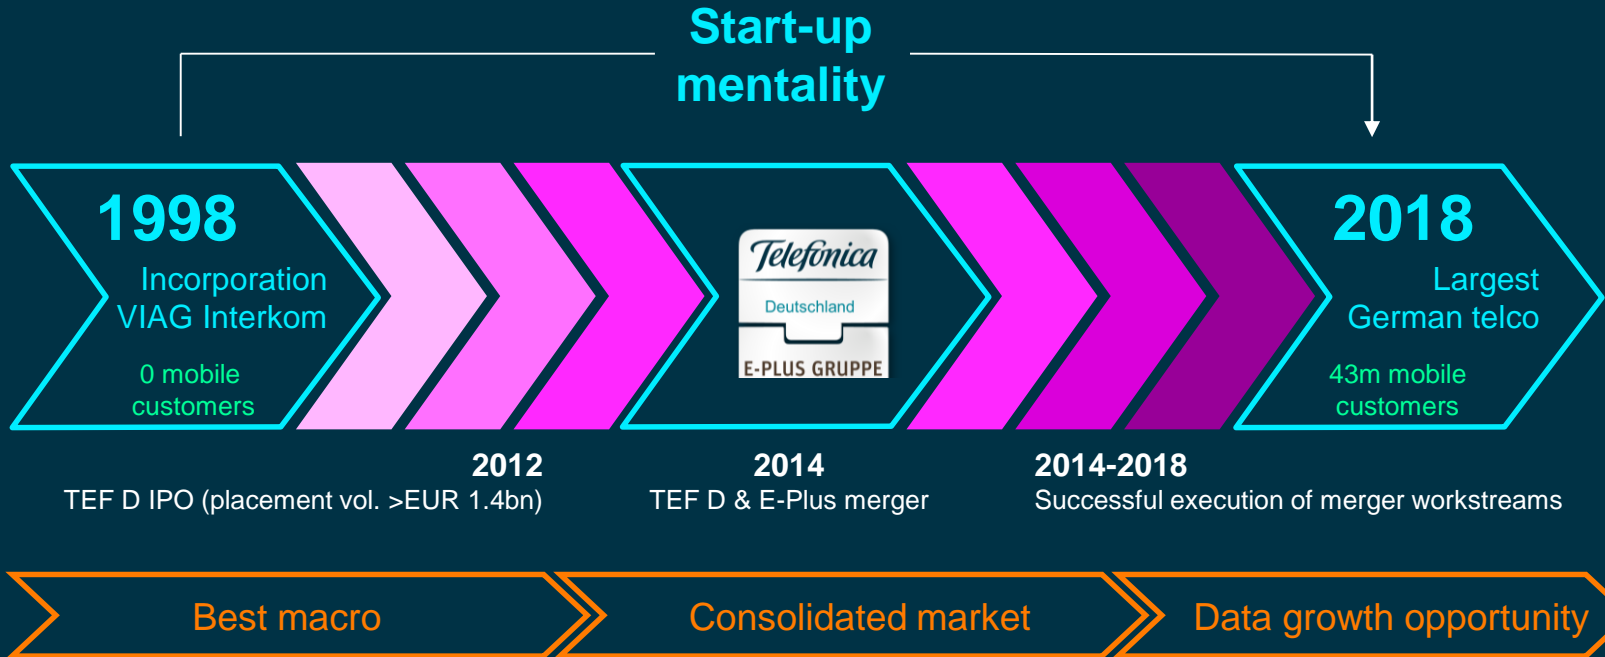 Start-up
mentality
1998
Incorporation
VIAG Interkom
0 mobile
customers
Telefónica
Deutschland
E-PLUS GRUPPE
2018
Largest
German telco
43m mobile
customers
2012
TEF D IPO (placement vol. >EUR 1.4bn)
2014
TEF D & E-Plus merger
2014-2018
Successful execution of merger workstreams
Best macro
Consolidated market
Data growth opportunity